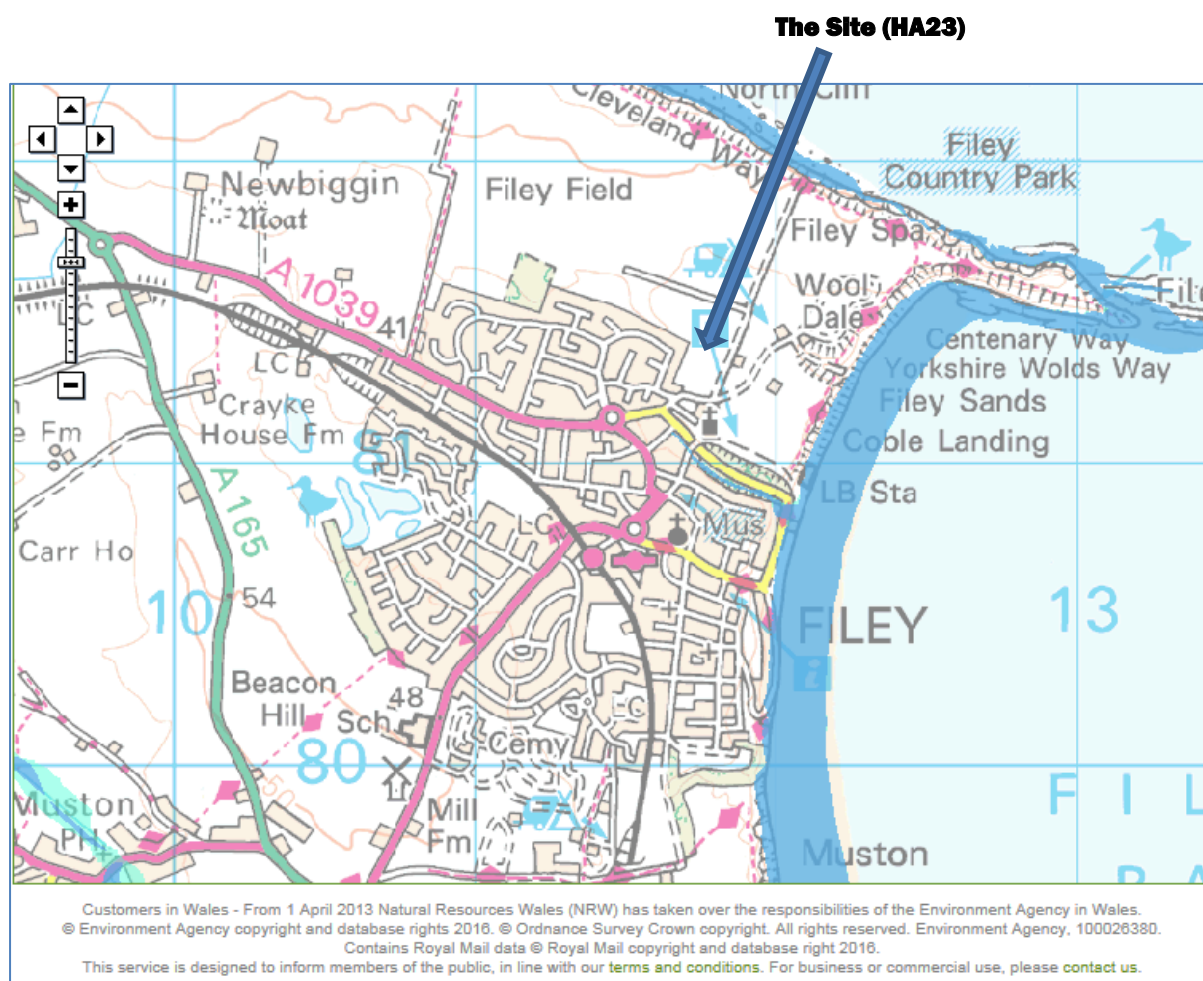 The Site (HA23)
North Cliff
Cleveland Way
Filey
Country Park
Newbiggin
Moat
Filey Field
Filey Spa
A 1039
41
Wool
Dale
LC
LC
Centenary Way
Yorkshire Wolds Way
Filey Sands
Coble Landing
Crayke
House Fm
e Fm
81
A165
LC
Mus
LB Sta
Carr Ho
10
54
FILEY
13
i
Beacon
Hill
48
Sch
LC
80
Cemy
50
Muston
PH
Mill
Fm
F I L
Muston
B A
Customers in Wales - From 1 April 2013 Natural Resources Wales (NRW) has taken over the responsibilities of the Environment Agency in Wales.
© Environment Agency copyright and database rights 2016. © Ordnance Survey Crown copyright. All rights reserved. Environment Agency, 100026380.
Contains Royal Mail data © Royal Mail copyright and database right 2016.
This service is designed to inform members of the public, in line with our terms and conditions. For business or commercial use, please contact us.